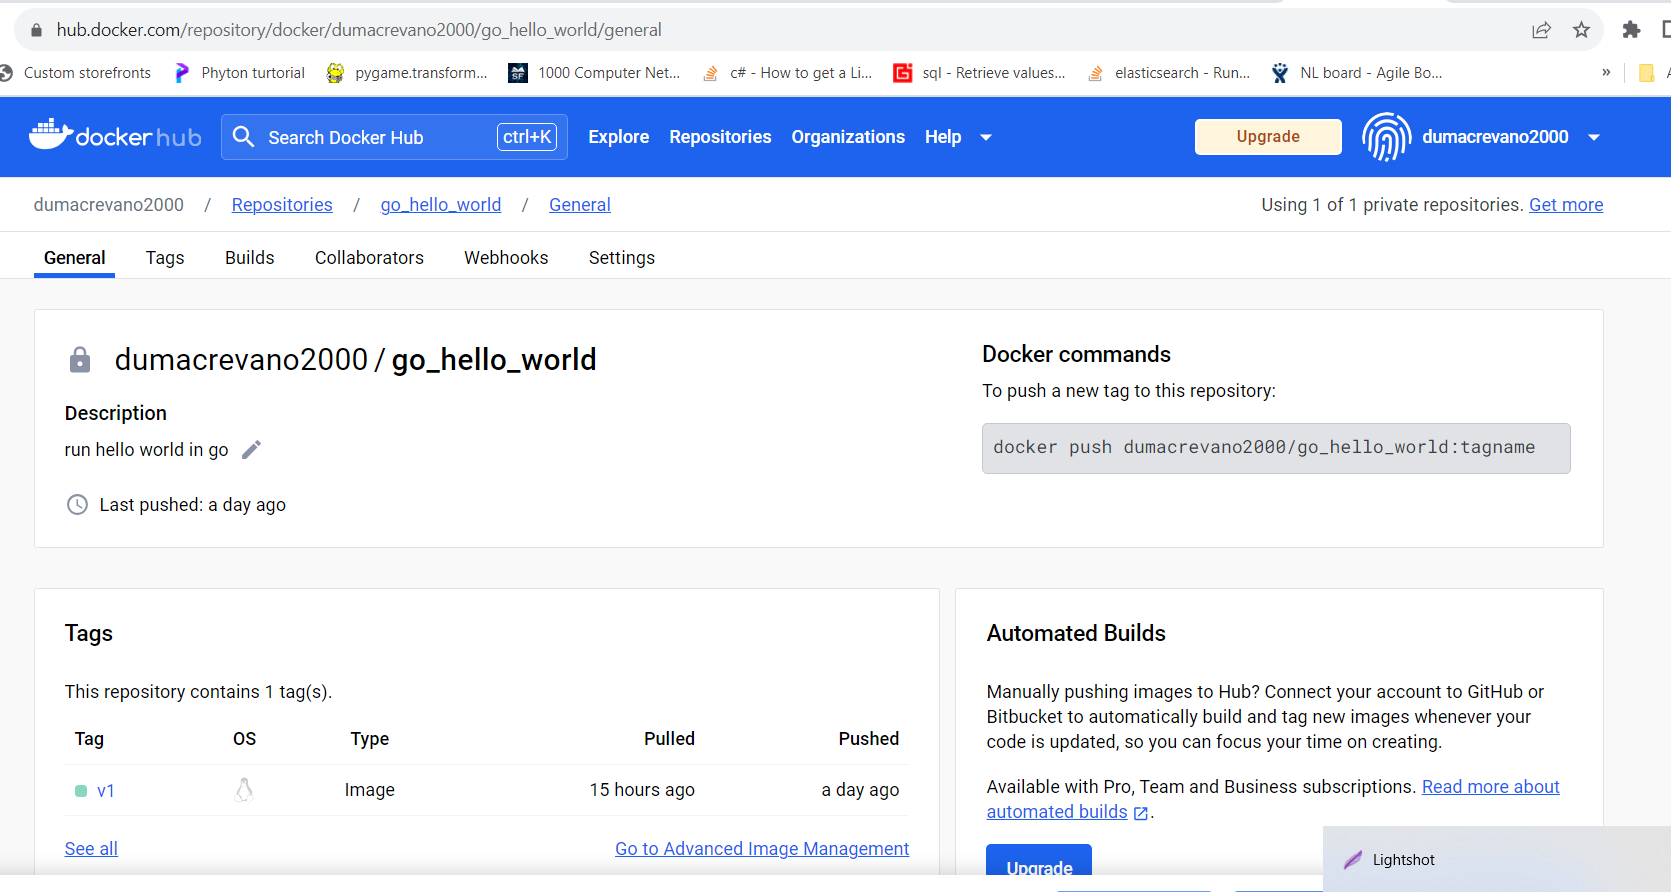 hub.docker.com/repository/docker/dumacrevano2000/go_hello_world/general
Custom storefronts Phyton turtorial pygame.transform... 1000 Computer Net... c# - How to get a Li... sql - Retrieve values... elasticsearch - Run... NL board - Agile Bo... »
docker hub Search Docker Hub ctrl+K Explore Repositories Organizations Help Upgrade dumacrevano2000
dumacrevano2000 / Repositories / go_hello_world / General Using 1 of 1 private repositories. Get more
General Tags Builds Collaborators Webhooks Settings
dumacrevano2000 / go_hello_world
Description
run hello world in go
Last pushed: a day ago
Docker commands
To push a new tag to this repository:
docker push dumacrevano2000/go_hello_world:tagname
Tags
This repository contains 1 tag(s).
Tag OS Type Pulled Pushed
v1 Image 15 hours ago a day ago
See all Go to Advanced Image Management
Automated Builds
Manually pushing images to Hub? Connect your account to GitHub or
Bitbucket to automatically build and tag new images whenever your
code is updated, so you can focus your time on creating.
Available with Pro, Team and Business subscriptions. Read more about
automated builds .
Upgrade
Lightshot